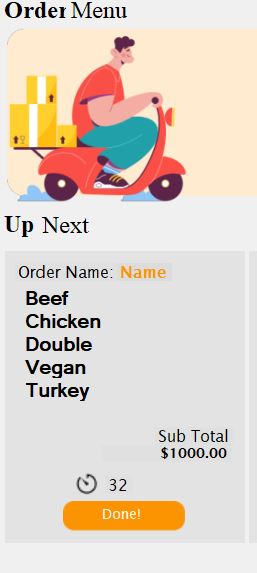 Order Menu
Up Next
Order Name: Name
Beef
Chicken
Double
Vegan
Turkey
Sub Total
$1000.00
32
Done!